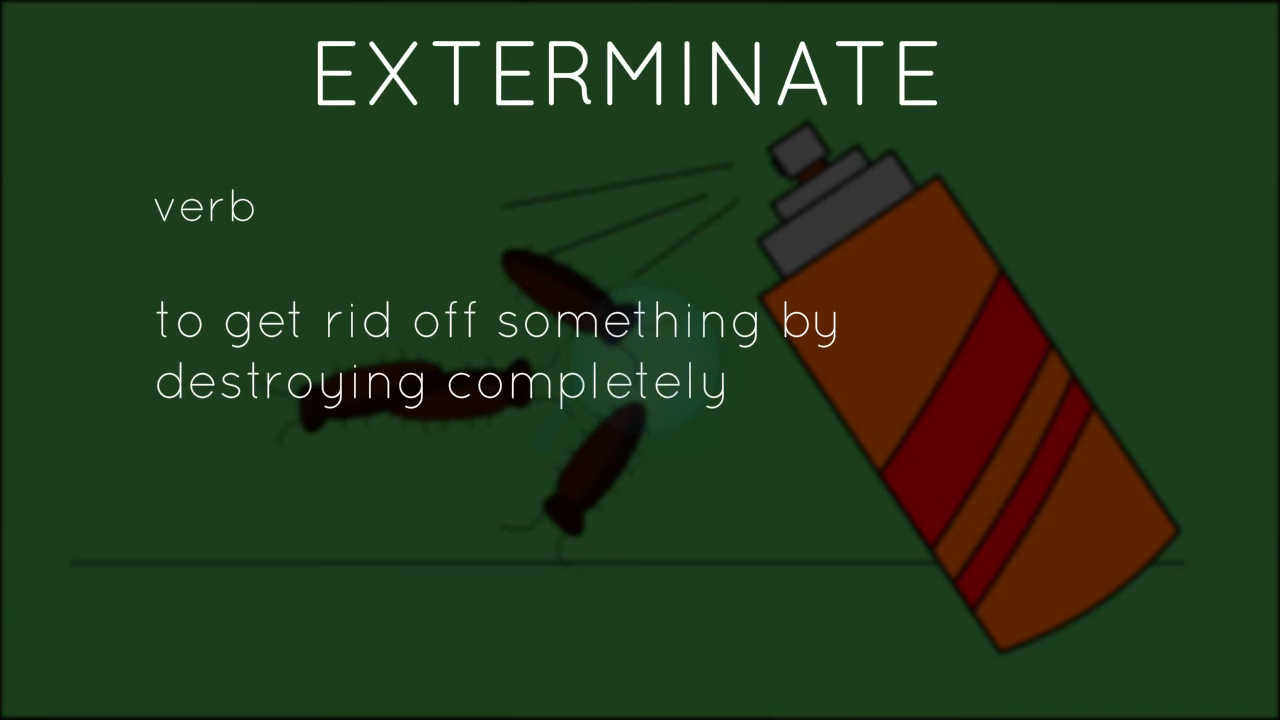 EXTERMINATE
verb
to get rid off something by
destroying completely